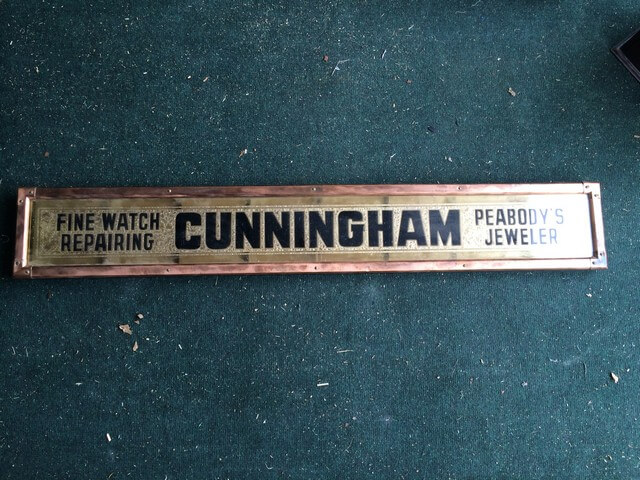 FINE WATCH
REPAIRING
CUNNINGHAM
PEABODY'S
JEWELER